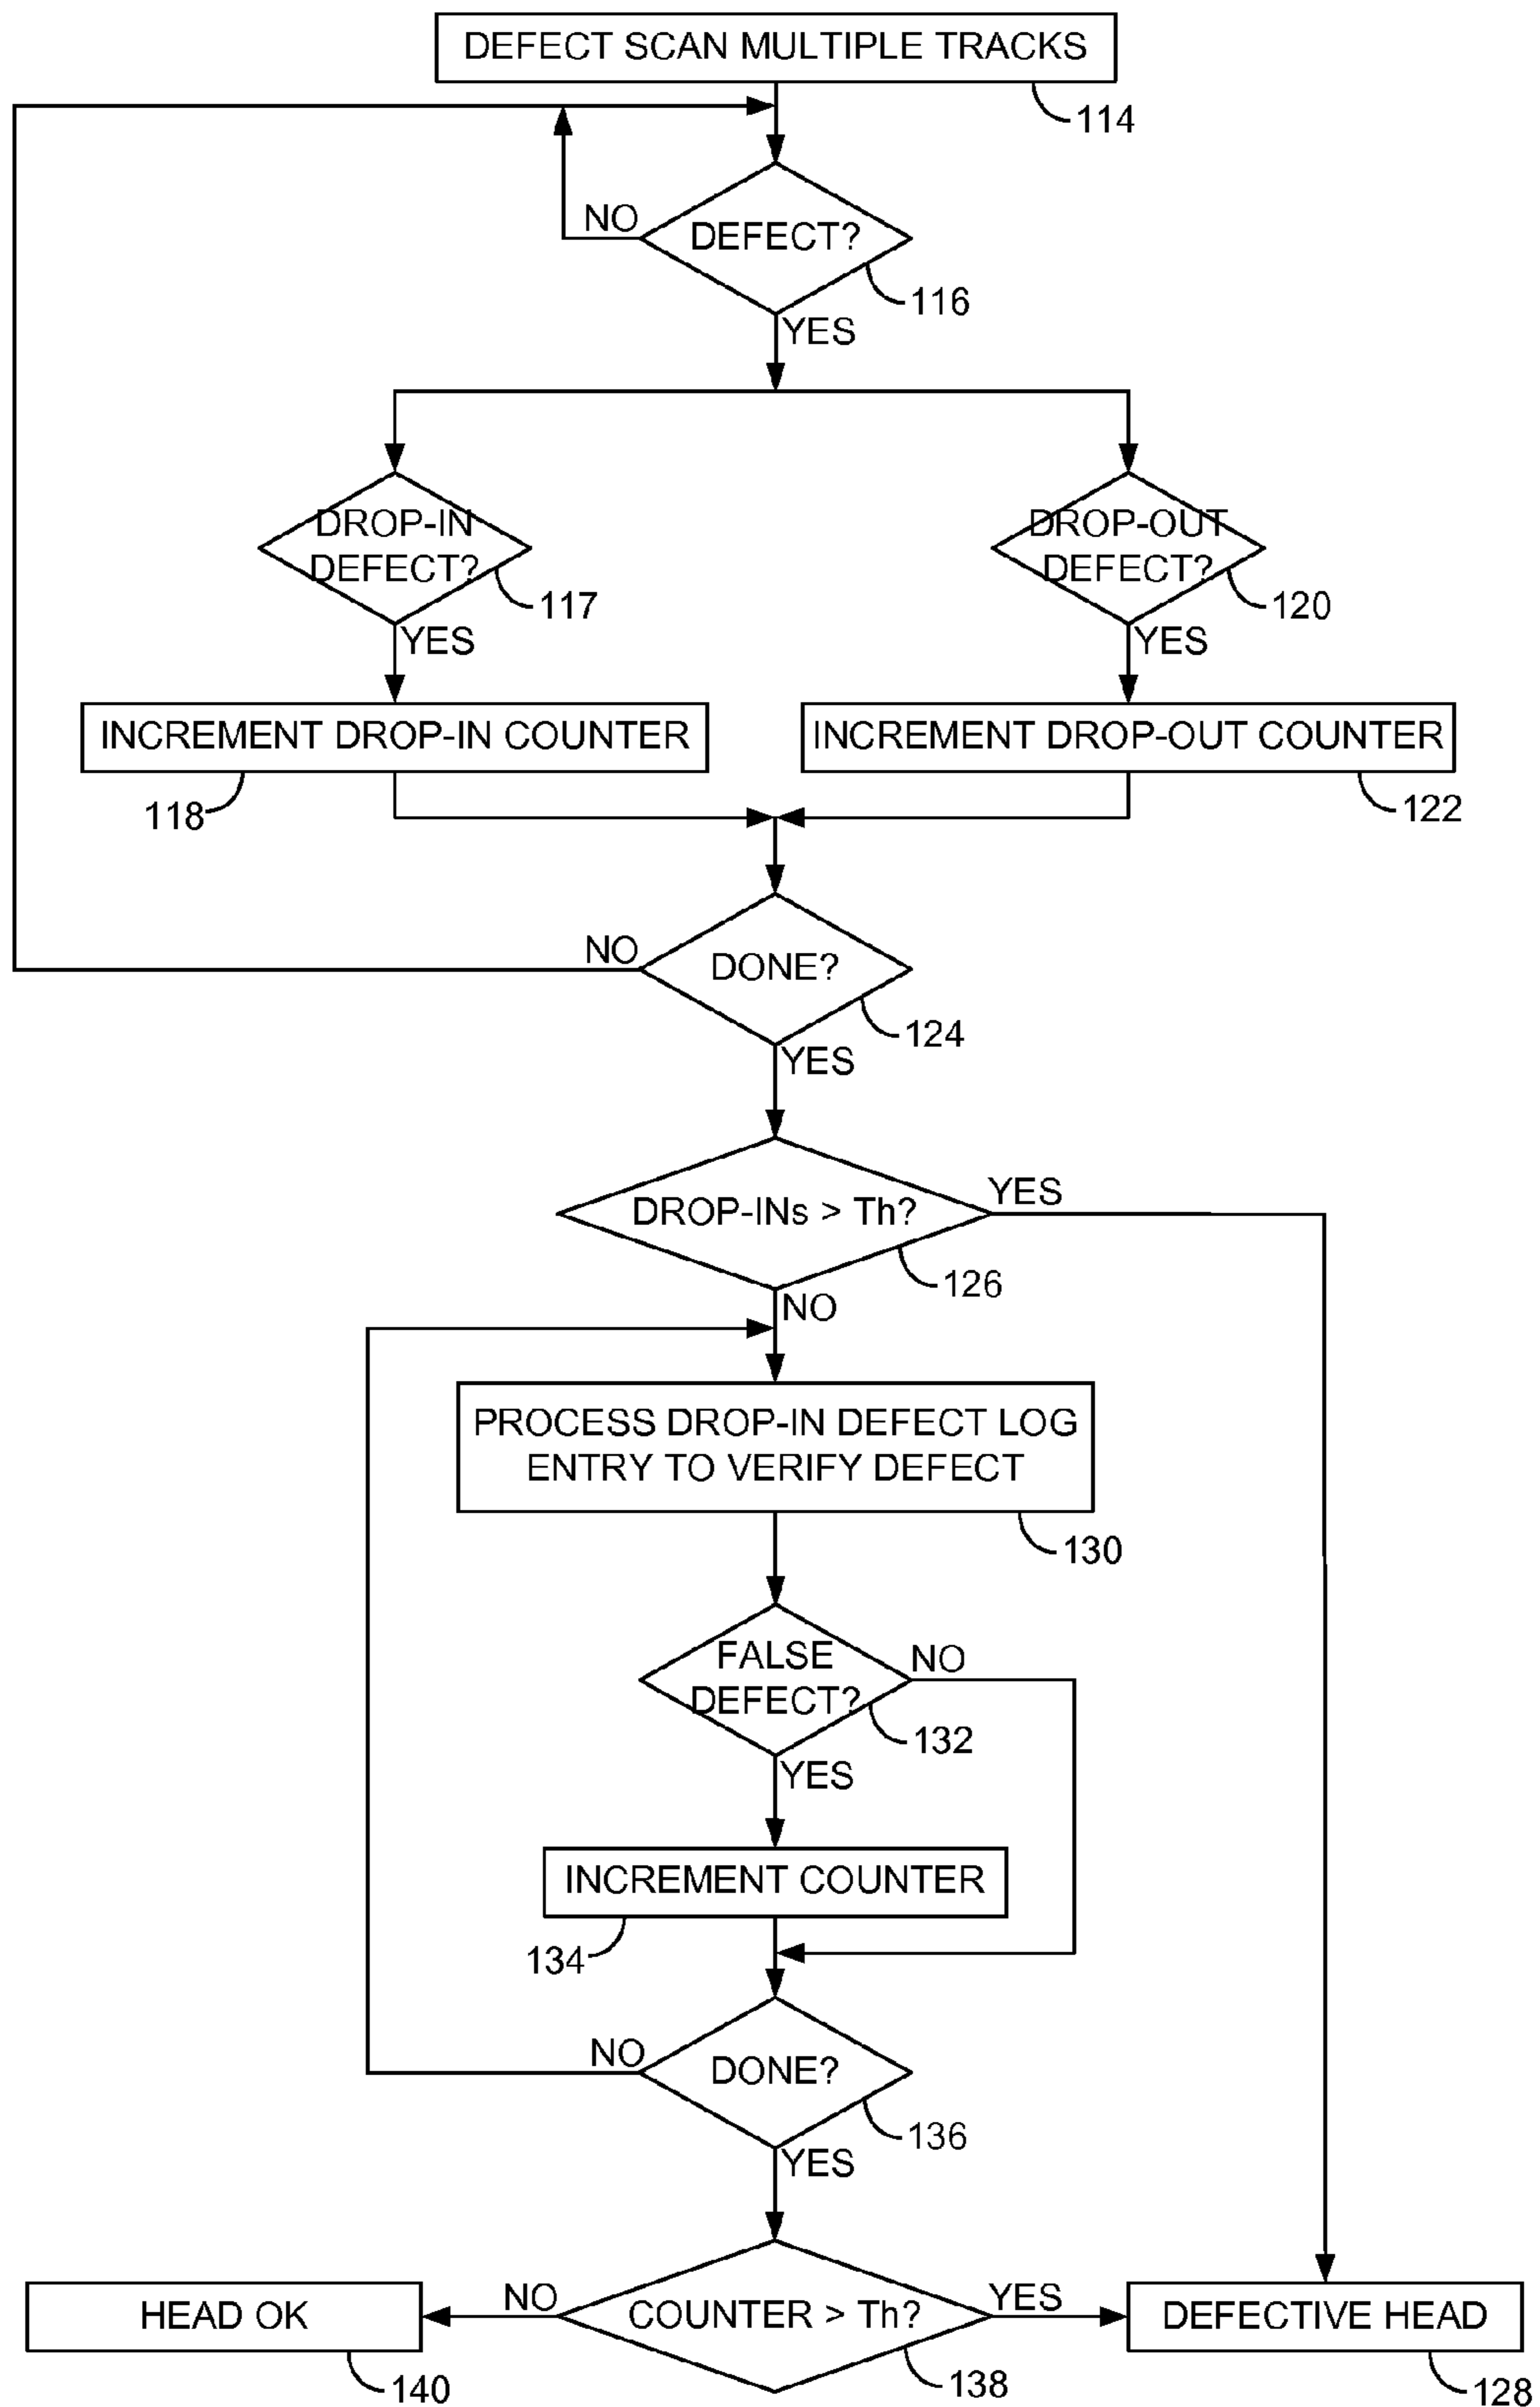 DEFECT SCAN MULTIPLE TRACKS
114
NO
DEFECT?
116
YES
DROP-IN
DEFECT?
117
YES
DROP-OUT
DEFECT?
120
YES
INCREMENT DROP-IN COUNTER
118
INCREMENT DROP-OUT COUNTER
122
NO
DONE?
124
YES
DROP-INs > Th?
YES
126
NO
PROCESS DROP-IN DEFECT LOG
ENTRY TO VERIFY DEFECT
130
FALSE
DEFECT?
NO
132
YES
INCREMENT COUNTER
134
NO
DONE?
136
YES
HEAD OK
140
NO
COUNTER > Th?
138
YES
DEFECTIVE HEAD
128